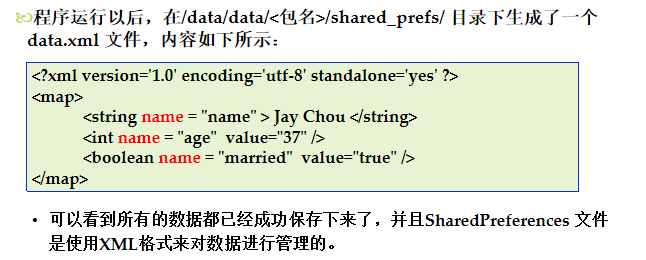 程序运行以后，在/data/data/<包名>/shared_prefs/ 目录下生成了一个
data.xml 文件，内容如下所示：
<?xml version='1.0' encoding='utf-8' standalone='yes' ?>
<map>
<string name = "name" > Jay Chou </string>
<int name = "age" value="37" />
<boolean name = "married" value="true" />
</map>
• 可以看到所有的数据都已经成功保存下来了，并且SharedPreferences 文件
是使用XML格式来对数据进行管理的。